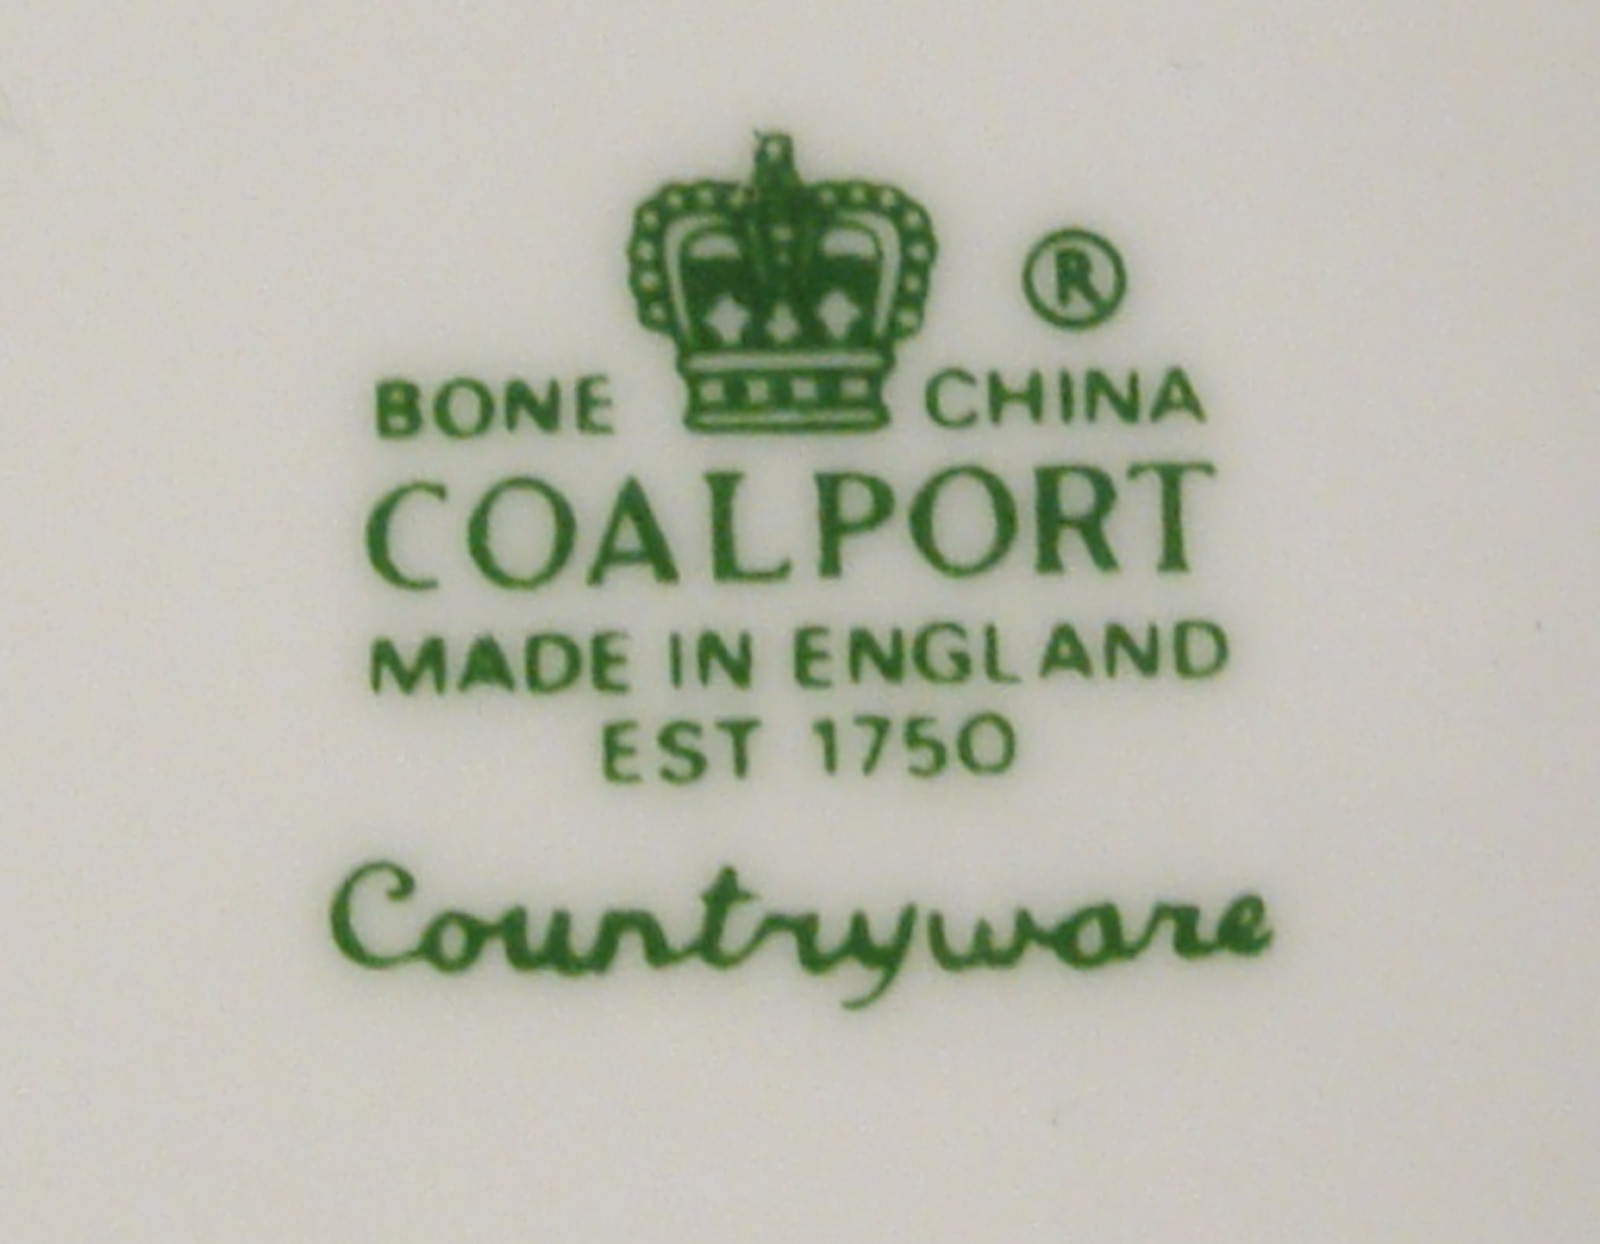 ®
BONE CHINA
COALPORT
MADE IN ENGLAND
EST 1750
Countryware